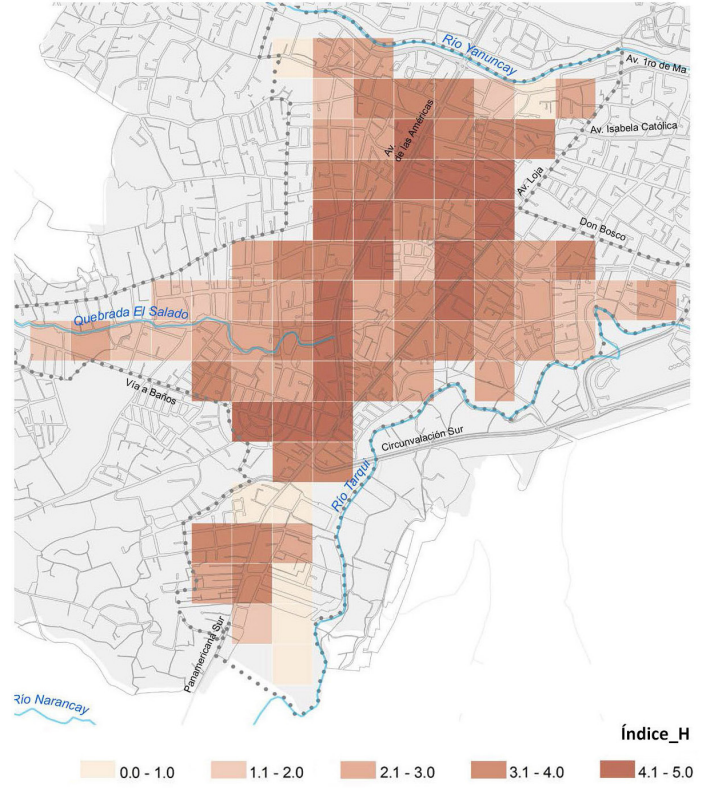 Río Yanuncay
Av. 1ro de Ma
Av.
de las Américas
Av. Isabela Católica
Av. Loja
Don Bosco
Quebrada El Salado
Vía a Baños
Circunvalación Sur
Río Tarqui
Panamericana Sur
Río Narancay
Índice_H
0.0 - 1.0
1.1 - 2.0
2.1 - 3.0
3.1 - 4.0
4.1 - 5.0